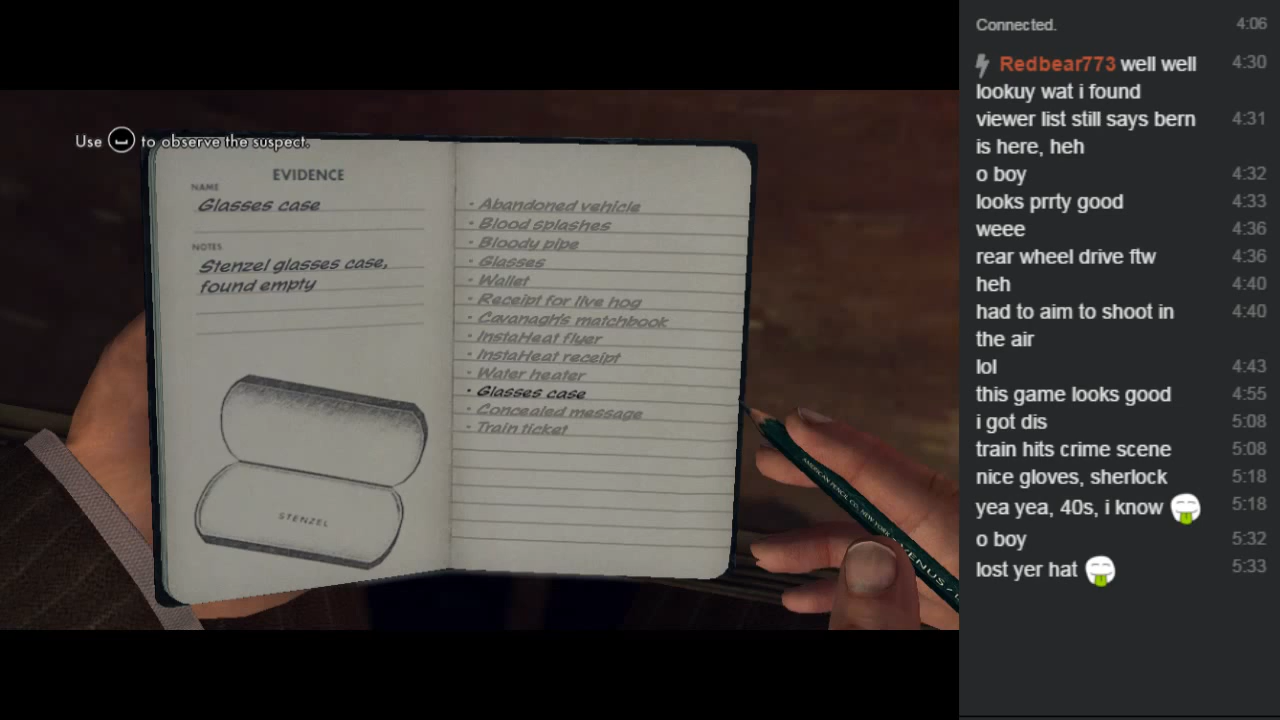 Use to observe the suspect.
EVIDENCE
NAME
Glasses case
NOTES
Stenzel glasses case,
found empty
STENZEL
- Abandoned vehicle
- Blood splashes
- Bloody pipe
- Glasses
- Wallet
- Receipt for live hog
- Cavanagh's matchbook
- InstaHeat flyer
- InstaHeat receipt
- Water heater
- Glasses case
- Concealed message
- Train ticket
AMERICAN PENCIL CO. NEW YORK
VENUS
Connected. 4:06
Redbear773 well well 4:30
lookuy wat i found
viewer list still says bern 4:31
is here, heh
o boy 4:32
looks prrty good 4:33
weee 4:36
rear wheel drive ftw 4:36
heh 4:40
had to aim to shoot in 4:40
the air
lol 4:43
this game looks good 4:55
i got dis 5:08
train hits crime scene 5:08
nice gloves, sherlock 5:18
yea yea, 40s, i know 5:18
o boy 5:32
lost yer hat 5:33